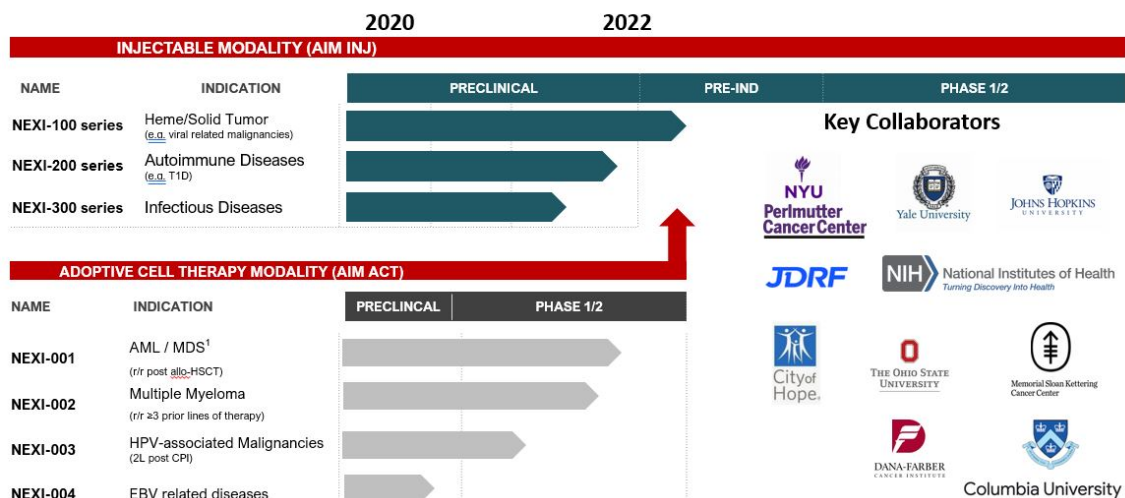 2020 2022
INJECTABLE MODALITY (AIM INJ)
NAME INDICATION PRECLINICAL PRE-IND PHASE 1/2
NEXI-100 series Heme/Solid Tumor
(e.g. viral related malignancies)
NEXI-200 series Autoimmune Diseases
(e.g. T1D)
NEXI-300 series Infectious Diseases
Key Collaborators
NYU
Perlmutter
Cancer Center
Yale University
JOHNS HOPKINS
UNIVERSITY
JDRF
NIH National Institutes of Health
Turning Discovery Into Health
City of
Hope.
THE OHIO STATE
UNIVERSITY
Memorial Sloan Kettering
Cancer Center
DANA-FARBER
CANCER INSTITUTE
Columbia University
ADOPTIVE CELL THERAPY MODALITY (AIM ACT)
NAME INDICATION PRECLINCAL PHASE 1/2
NEXI-001 AML / MDS¹
(r/r post allo-HSCT)
NEXI-002 Multiple Myeloma
(r/r ≥3 prior lines of therapy)
NEXI-003 HPV-associated Malignancies
(2L post CPI)
NEXI-004 EBV related diseases